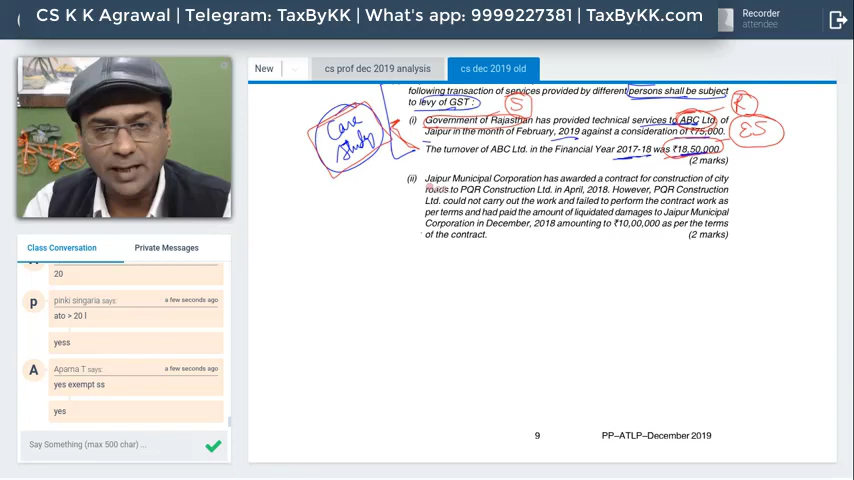 CS K K Agrawal | Telegram: TaxByKK | What's app: 9999227381 | TaxByKK.com
Recorder
attendee
New
cs prof dec 2019 analysis
cs dec 2019 old
following transaction of services provided by different persons shall be subject
to levy of GST :
S
R
(i) Government of Rajasthan has provided technical services to ABC Ltd. of
Jaipur in the month of February, 2019 against a consideration of ₹75,000.
ES
The turnover of ABC Ltd. in the Financial Year 2017-18 was ₹18,50,000.
(2 marks)
Case
Study
(ii) Jaipur Municipal Corporation has awarded a contract for construction of city
roads to PQR Construction Ltd. in April, 2018. However, PQR Construction
Ltd. could not carry out the work and failed to perform the contract work as
per terms and had paid the amount of liquidated damages to Jaipur Municipal
Corporation in December, 2018 amounting to ₹10,00,000 as per the terms
of the contract.
(2 marks)
9
PP–ATLP–December 2019
Class Conversation
Private Messages
20
p
pinki singaria says:
a few seconds ago
ato > 20 l
yess
A
Aparna T says:
a few seconds ago
yes exempt ss
yes
Say Something (max 500 char) ...